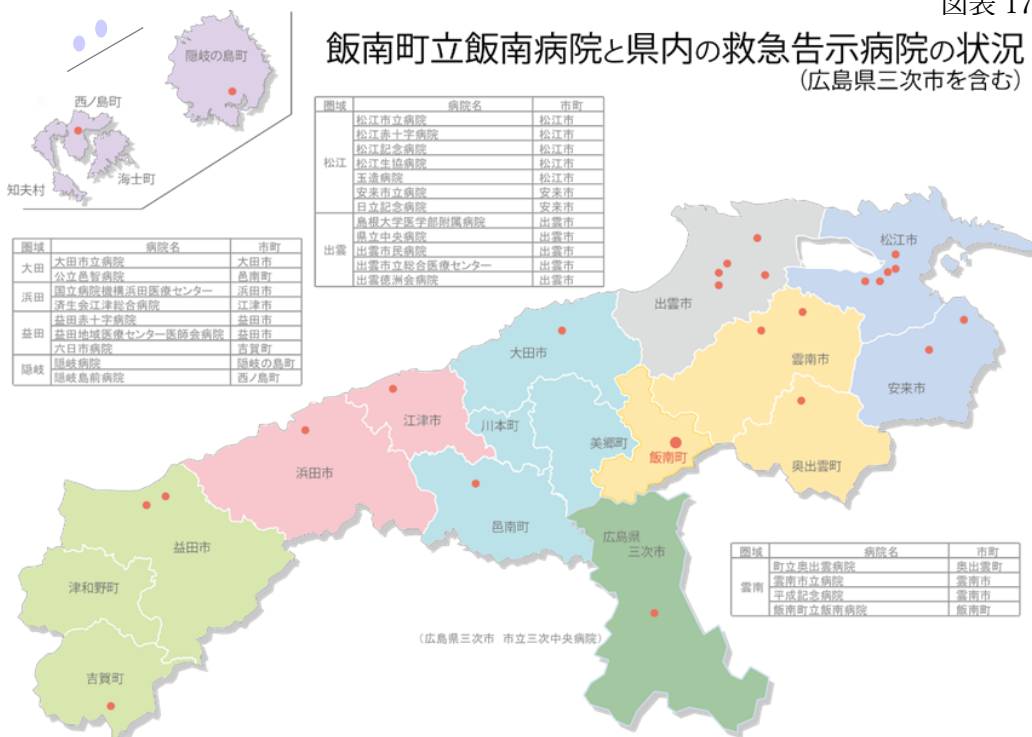 図表 17
飯南町立飯南病院と県内の救急告示病院の状況
(広島県三次市を含む)
隠岐の島町
西ノ島町
海士町
知夫村
圏域 病院名 市町
松江 松江市立病院 松江市
松江赤十字病院 松江市
松江記念病院 松江市
松江生協病院 松江市
玉造病院 松江市
安来市立病院 安来市
日立記念病院 安来市
出雲 島根大学医学部附属病院 出雲市
県立中央病院 出雲市
出雲市民病院 出雲市
出雲市立総合医療センター 出雲市
出雲徳洲会病院 出雲市
圏域 病院名 市町
大田 大田市立病院 大田市
公立邑智病院 邑南町
浜田 国立病院機構浜田医療センター 浜田市
済生会江津総合病院 江津市
益田 益田赤十字病院 益田市
益田地域医療センター医師会病院 益田市
六日市病院 吉賀町
隠岐 隠岐病院 隠岐の島町
隠岐島前病院 西ノ島町
松江市
出雲市
大田市
雲南市
安来市
江津市
川本町
美郷町
飯南町
奥出雲町
浜田市
邑南町
広島県
三次市
益田市
津和野町
吉賀町
圏域 病院名 市町
雲南 町立奥出雲病院 奥出雲町
雲南市立病院 雲南市
平成記念病院 雲南市
飯南町立飯南病院 飯南町
(広島県三次市 市立三次中央病院)